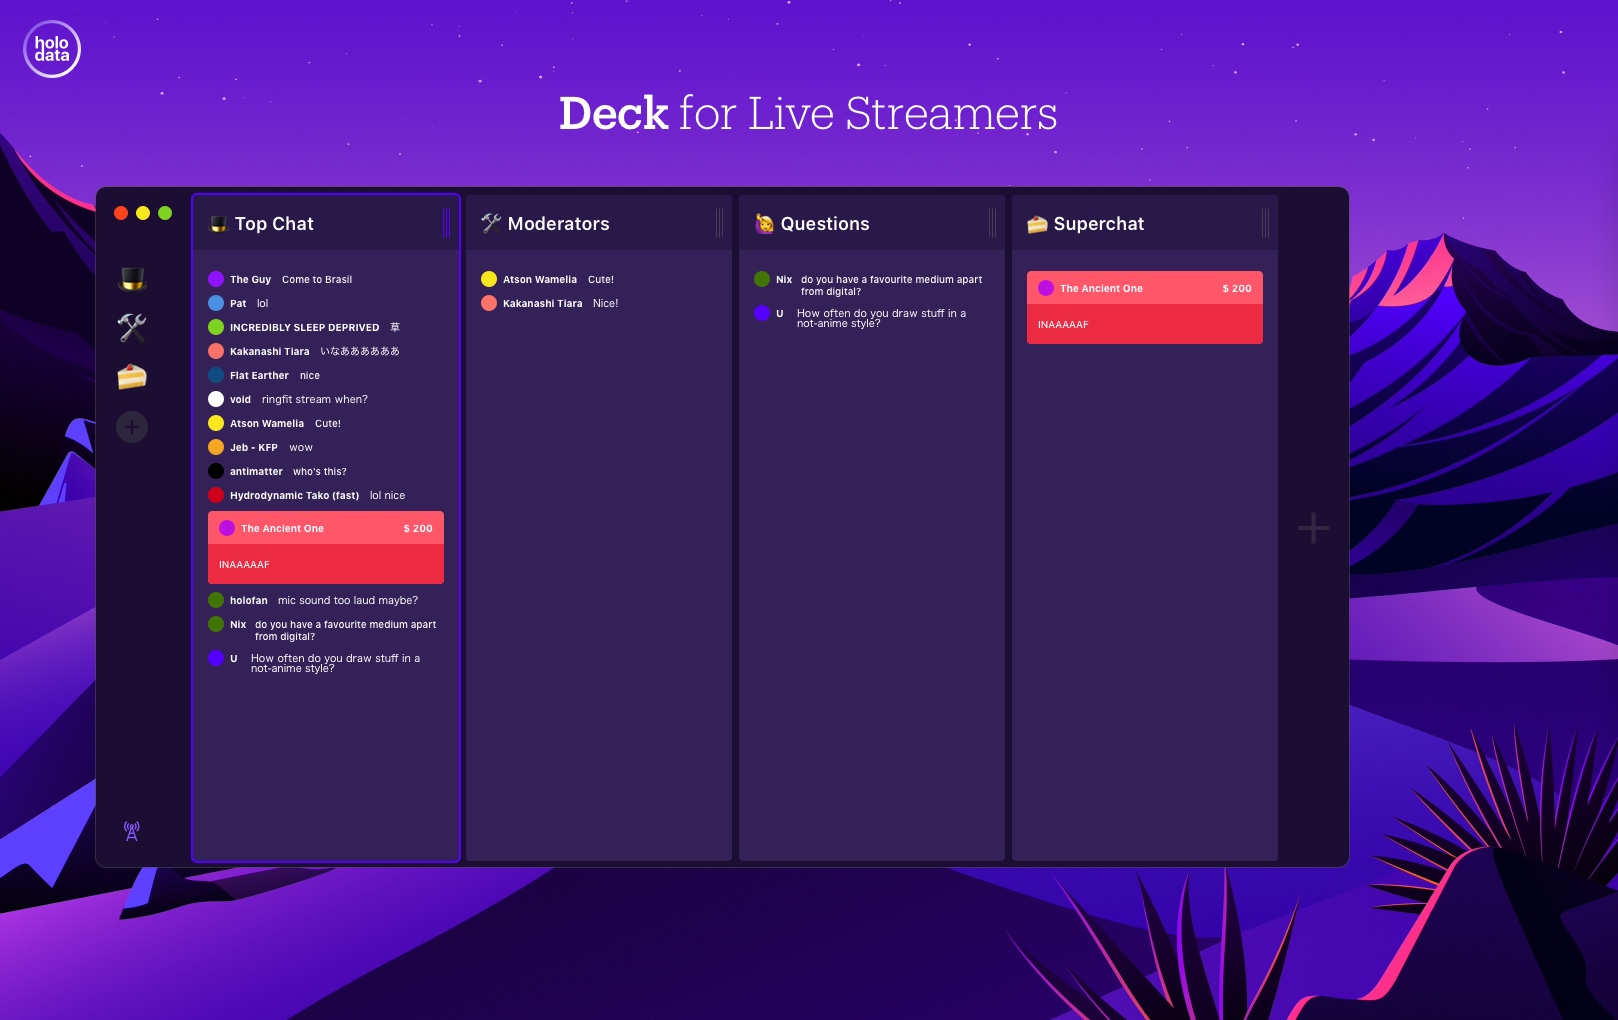 holo
data
Deck for Live Streamers
Top Chat
The Guy Come to Brasil
Pat lol
INCREDIBLY SLEEP DEPRIVED 草
Kakanashi Tiara いなああああああ
Flat Earther nice
void ringfit stream when?
Atson Wamelia Cute!
Jeb - KFP wow
antimatter who's this?
Hydrodynamic Tako (fast) lol nice
The Ancient One $ 200
INAAAAAF
holofan mic sound too laud maybe?
Nix do you have a favourite medium apart
from digital?
U How often do you draw stuff in a
not-anime style?
Moderators
Atson Wamelia Cute!
Kakanashi Tiara Nice!
Questions
Nix do you have a favourite medium apart
from digital?
U How often do you draw stuff in a
not-anime style?
Superchat
The Ancient One $ 200
INAAAAAF